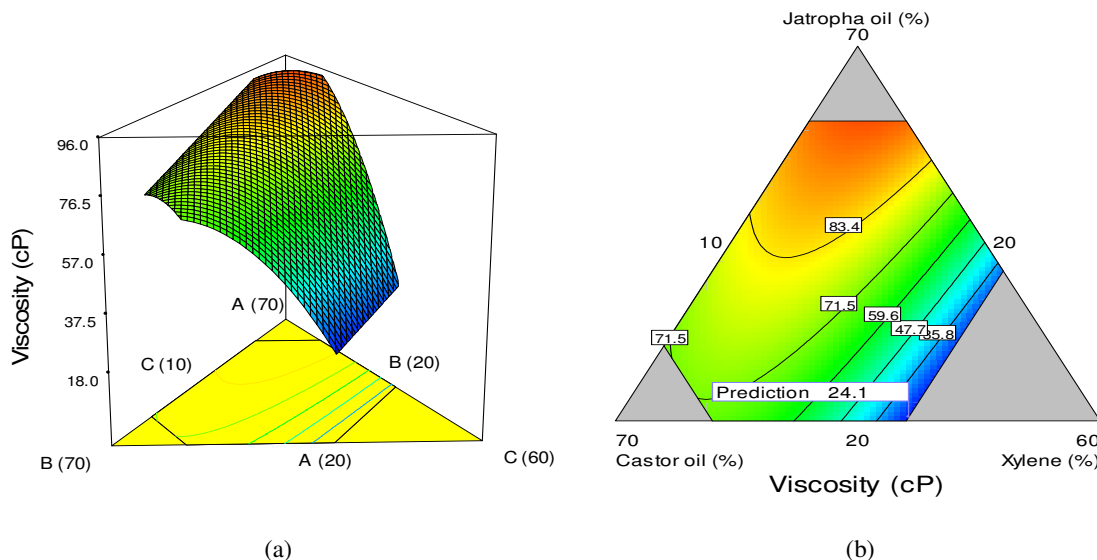 96.0
76.5
57.0
37.5
18.0
Viscosity (cP)
A (70)
C (10)
B (20)
B (70)
A (20)
C (60)
(a)
Jatropha oil (%)
70
83.4
10
20
71.5
59.6
47.7
35.8
71.5
Prediction 24.1
70
20
60
Castor oil (%)
Xylene (%)
Viscosity (cP)
(b)